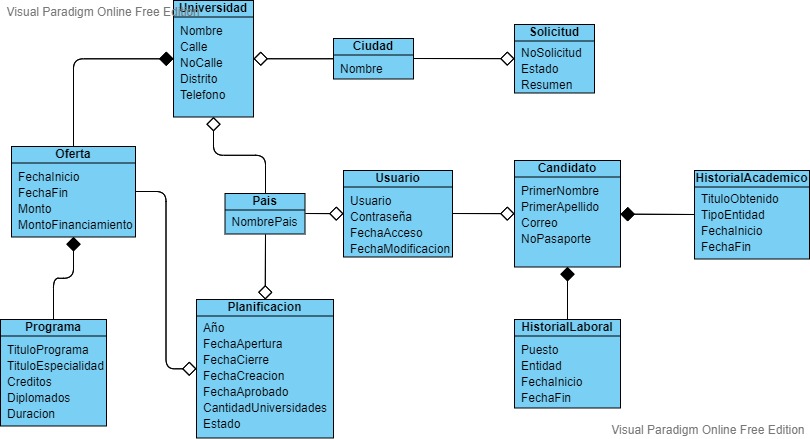 Visual Paradigm Online Free Edition
Universidad
Nombre
Calle
NoCalle
Distrito
Telefono
Ciudad
Nombre
Solicitud
NoSolicitud
Estado
Resumen
Oferta
FechaInicio
FechaFin
Monto
MontoFinanciamiento
Pais
NombrePais
Usuario
Usuario
Contraseña
FechaAcceso
FechaModificacion
Candidato
PrimerNombre
PrimerApellido
Correo
NoPasaporte
HistorialAcademico
TituloObtenido
TipoEntidad
FechaInicio
FechaFin
Programa
TituloPrograma
TituloEspecialidad
Creditos
Diplomados
Duracion
Planificacion
Año
FechaApertura
FechaCierre
FechaCreacion
FechaAprobado
CantidadUniversidades
Estado
HistorialLaboral
Puesto
Entidad
FechaInicio
FechaFin
Visual Paradigm Online Free Edition